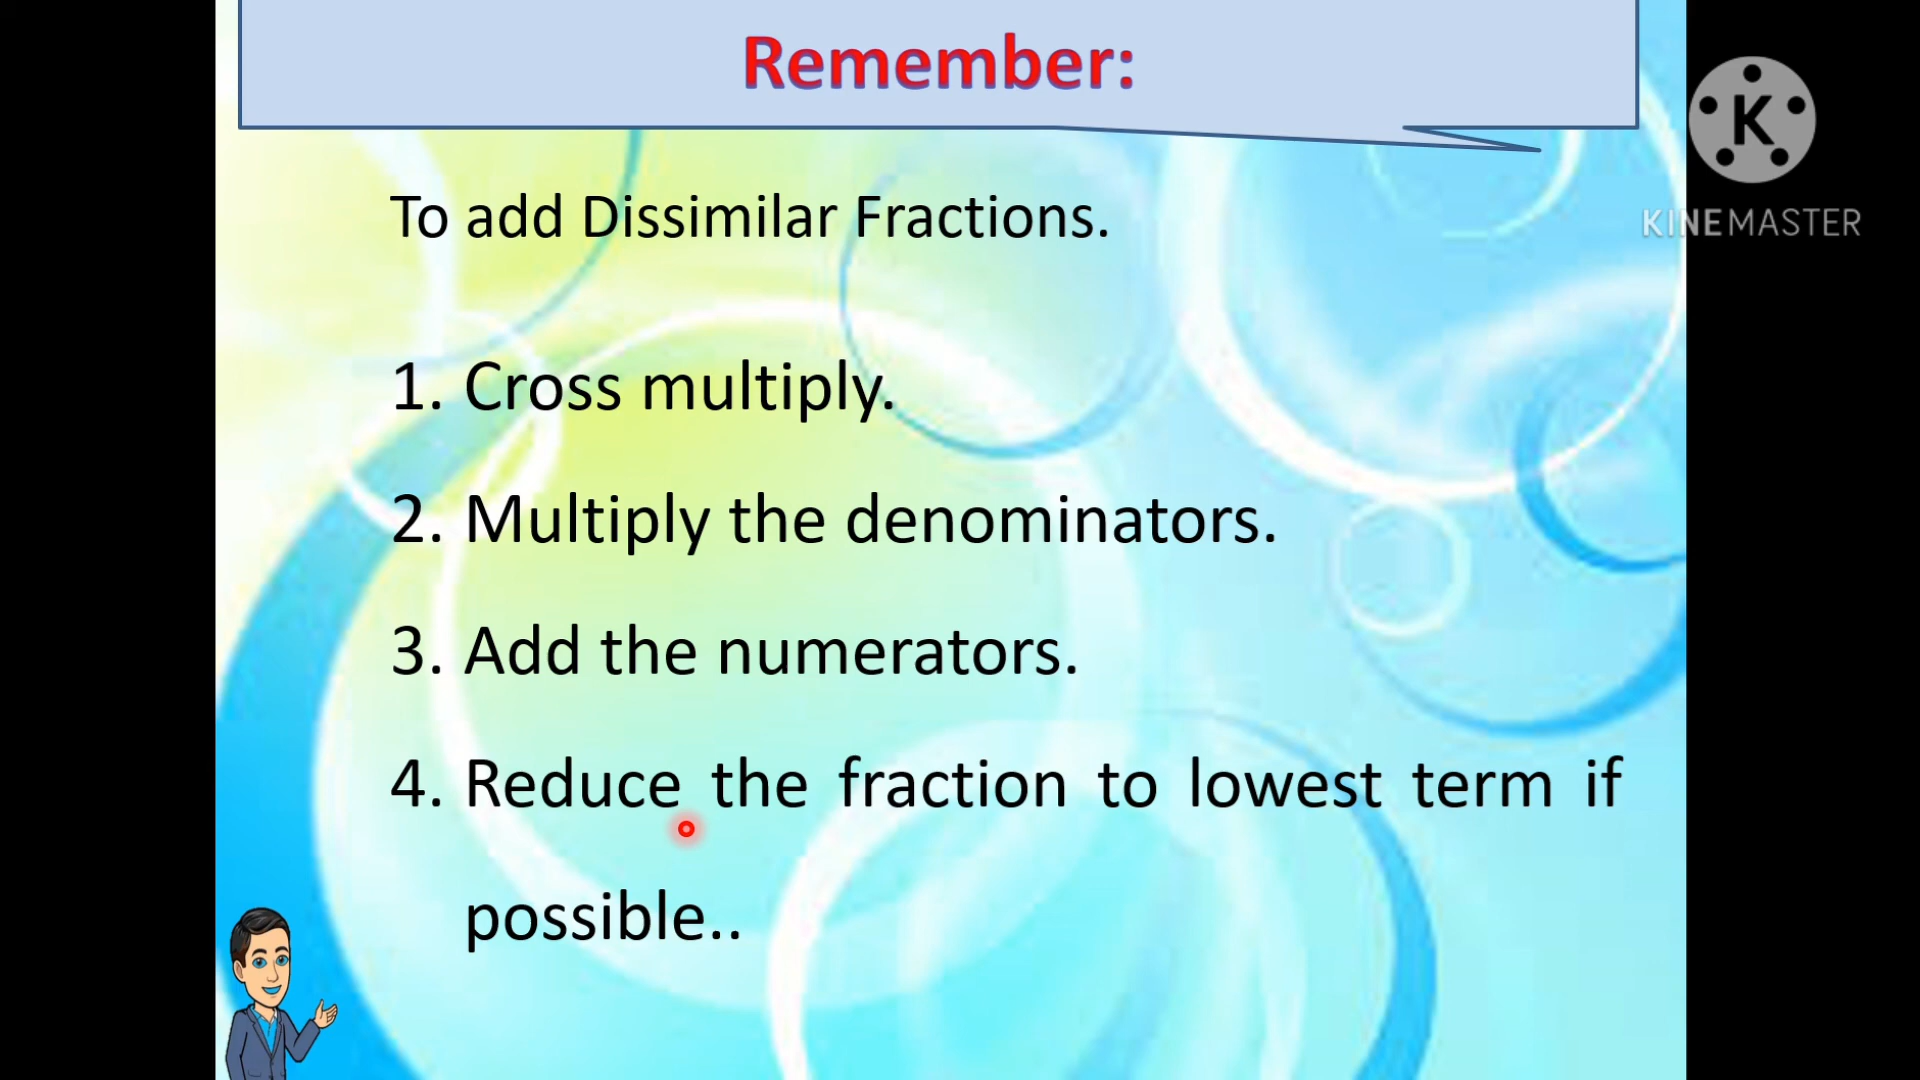 Remember:
K
KINEMASTER
To add Dissimilar Fractions.
1. Cross multiply.
2. Multiply the denominators.
3. Add the numerators.
4. Reduce the fraction to lowest term if
possible..